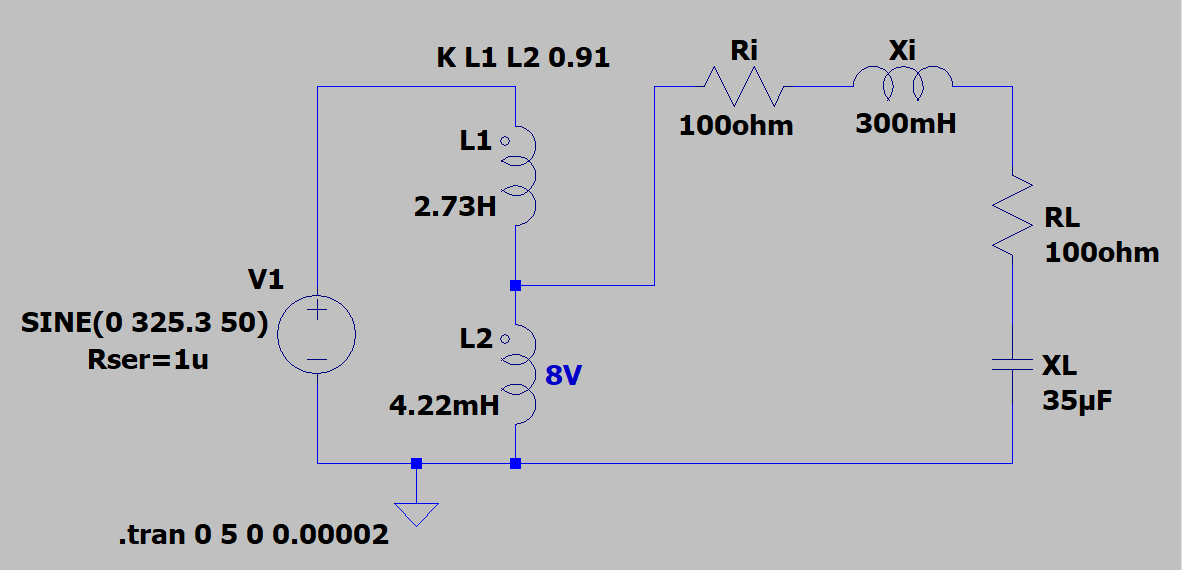 K L1 L2 0.91
Ri
Xi
100ohm
300mH
L1
2.73H
RL
100ohm
V1
SINE(0 325.3 50)
Rser=1u
L2
8V
4.22mH
XL
35µF
.tran 0 5 0 0.00002